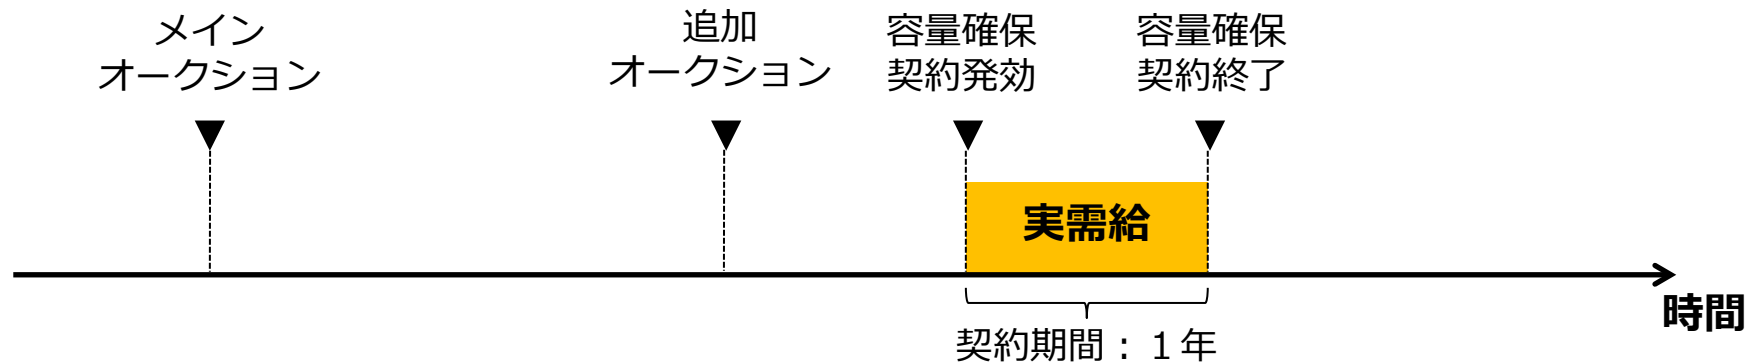 メイン
オークション
追加
オークション
容量確保
契約発効
容量確保
契約終了
実需給
時間
契約期間：１年